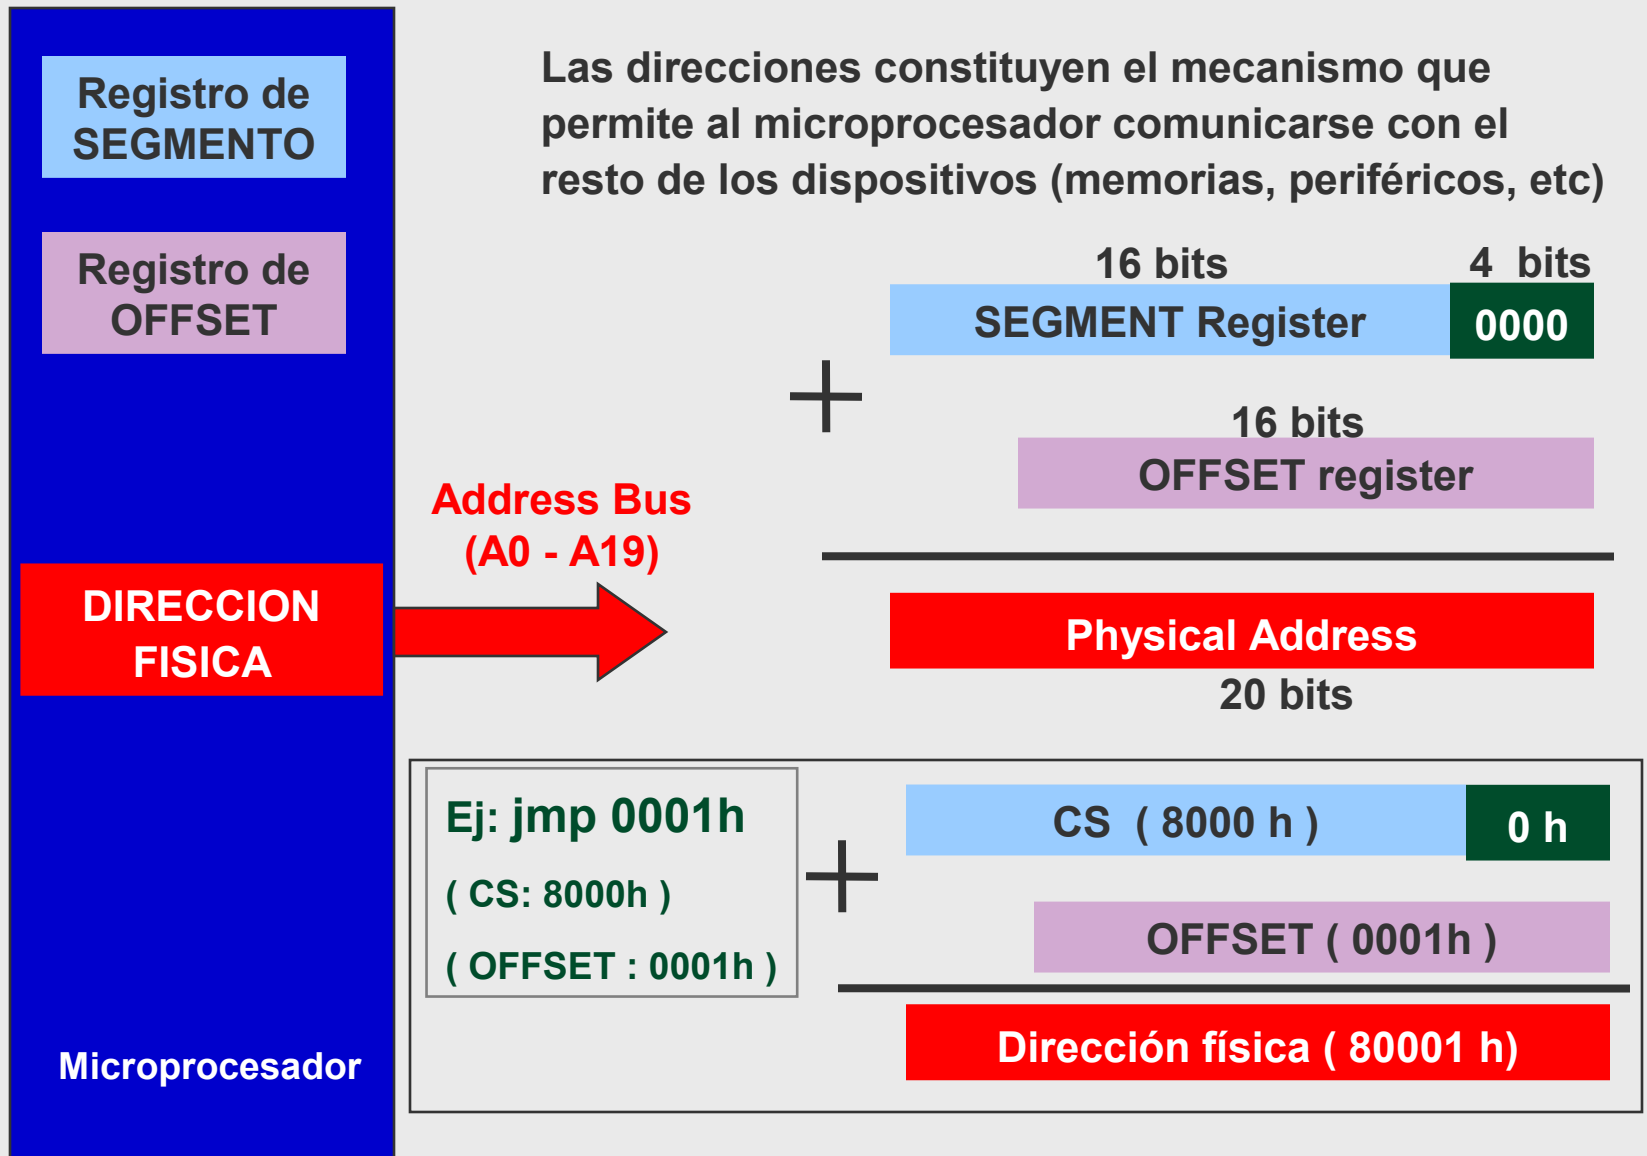 Registro de
SEGMENTO
Registro de
OFFSET
DIRECCION
FISICA
Microprocesador
Las direcciones constituyen el mecanismo que
permite al microprocesador comunicarse con el
resto de los dispositivos (memorias, periféricos, etc)
16 bits 4 bits
SEGMENT Register 0000
+
16 bits
OFFSET register
Address Bus
(A0 - A19)
Physical Address
20 bits
Ej: jmp 0001h
( CS: 8000h )
( OFFSET : 0001h )
CS ( 8000 h ) 0 h
+
OFFSET ( 0001h )
Dirección física ( 80001 h)